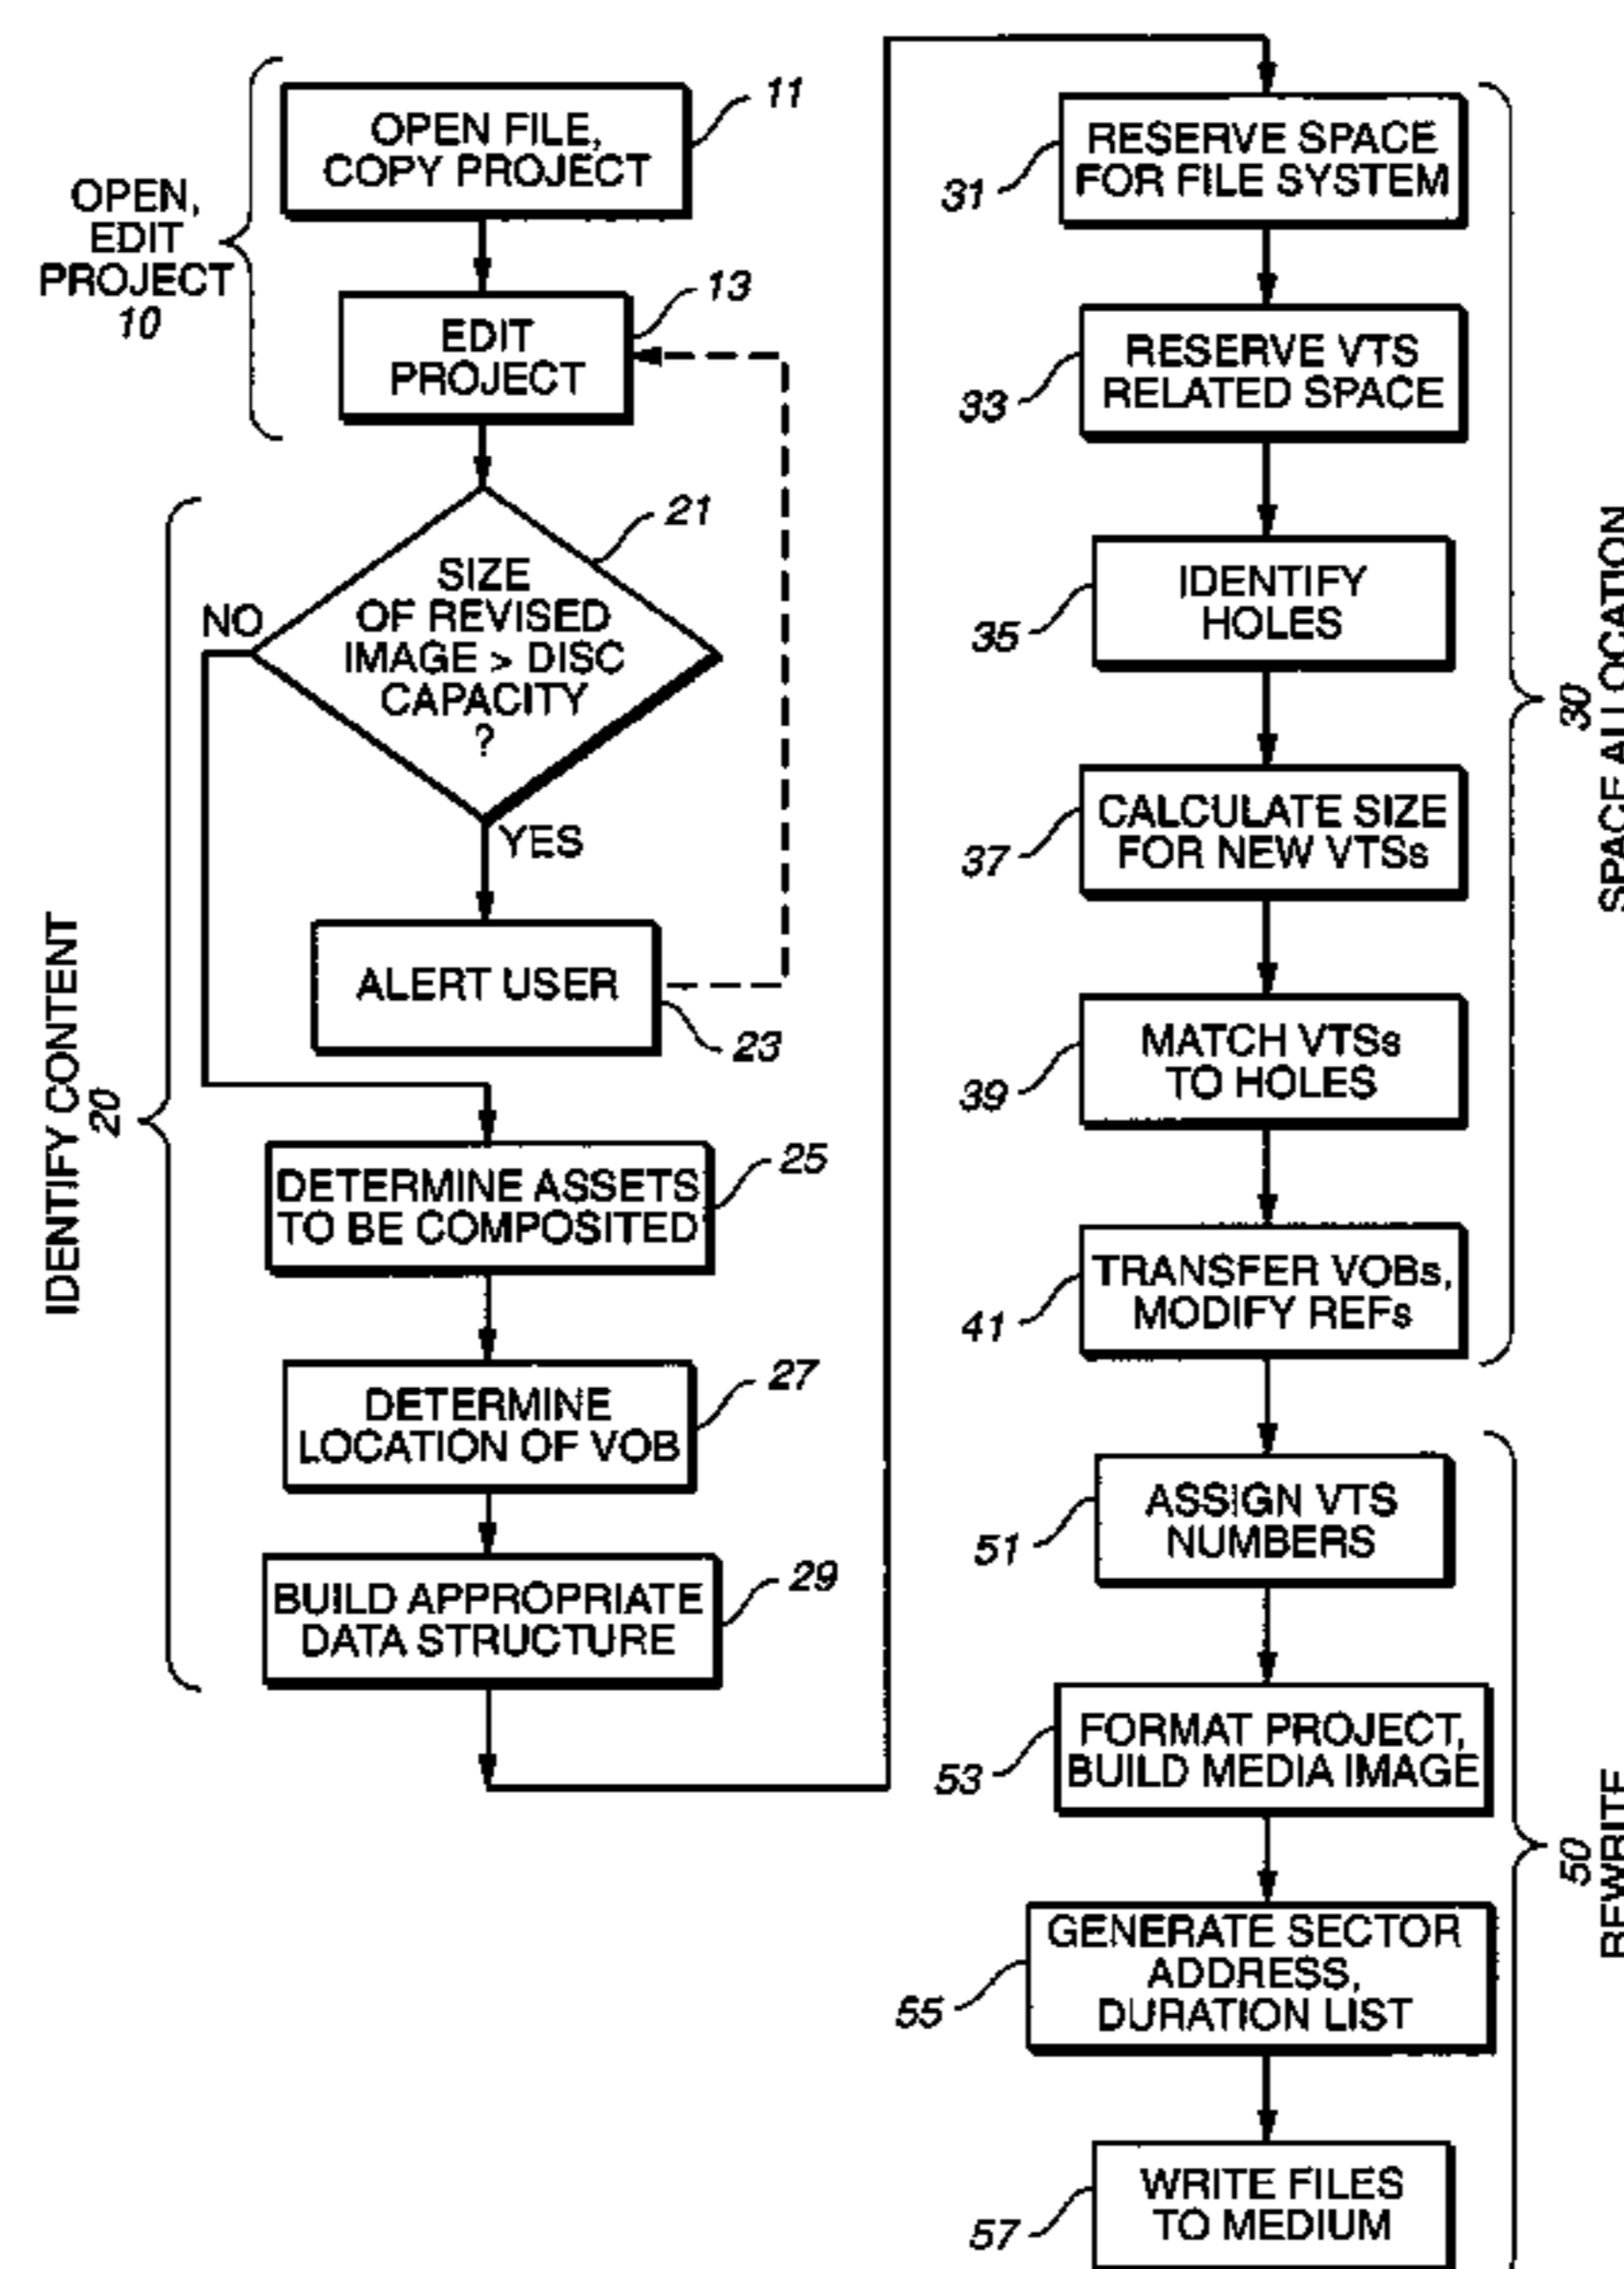 OPEN,
EDIT
PROJECT
10
OPEN FILE,
COPY PROJECT
11
EDIT
PROJECT
13
IDENTIFY CONTENT
20
SIZE
OF REVISED
IMAGE > DISC
CAPACITY
?
21
NO
YES
ALERT USER
23
DETERMINE ASSETS
TO BE COMPOSITED
25
DETERMINE
LOCATION OF VOB
27
BUILD APPROPRIATE
DATA STRUCTURE
29
RESERVE SPACE
FOR FILE SYSTEM
31
RESERVE VTS
RELATED SPACE
33
IDENTIFY
HOLES
35
CALCULATE SIZE
FOR NEW VTSs
37
MATCH VTSs
TO HOLES
39
TRANSFER VOBs,
MODIFY REFs
41
30
SPACE ALLOCATION
ASSIGN VTS
NUMBERS
51
FORMAT PROJECT,
BUILD MEDIA IMAGE
53
GENERATE SECTOR
ADDRESS,
DURATION LIST
55
WRITE FILES
TO MEDIUM
57
50
REWRITE